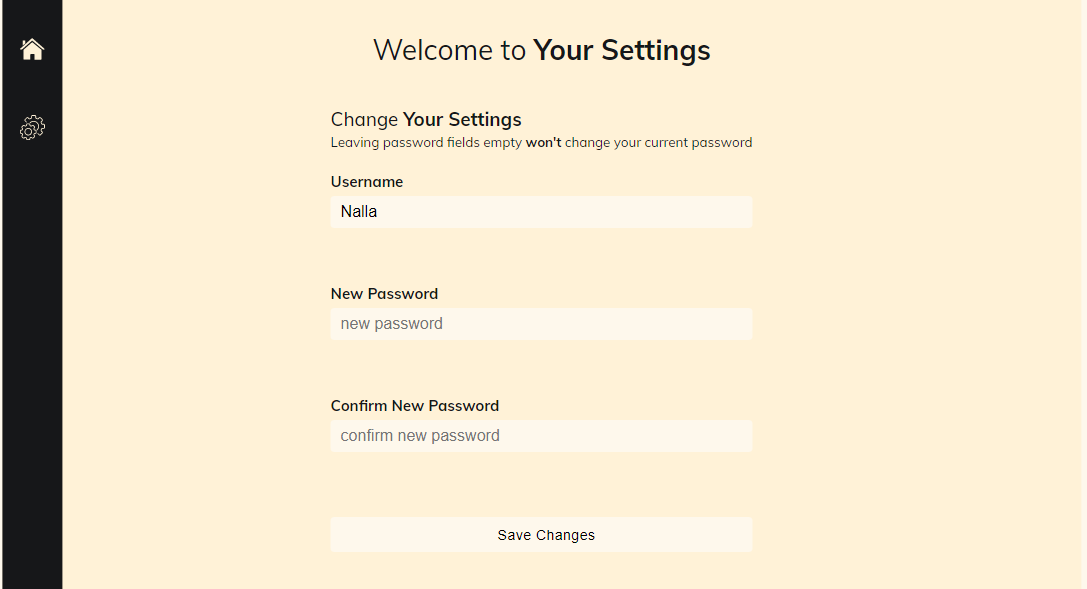 Welcome to Your Settings
Change Your Settings
Leaving password fields empty won't change your current password
Username
Nalla
New Password
new password
Confirm New Password
confirm new password
Save Changes